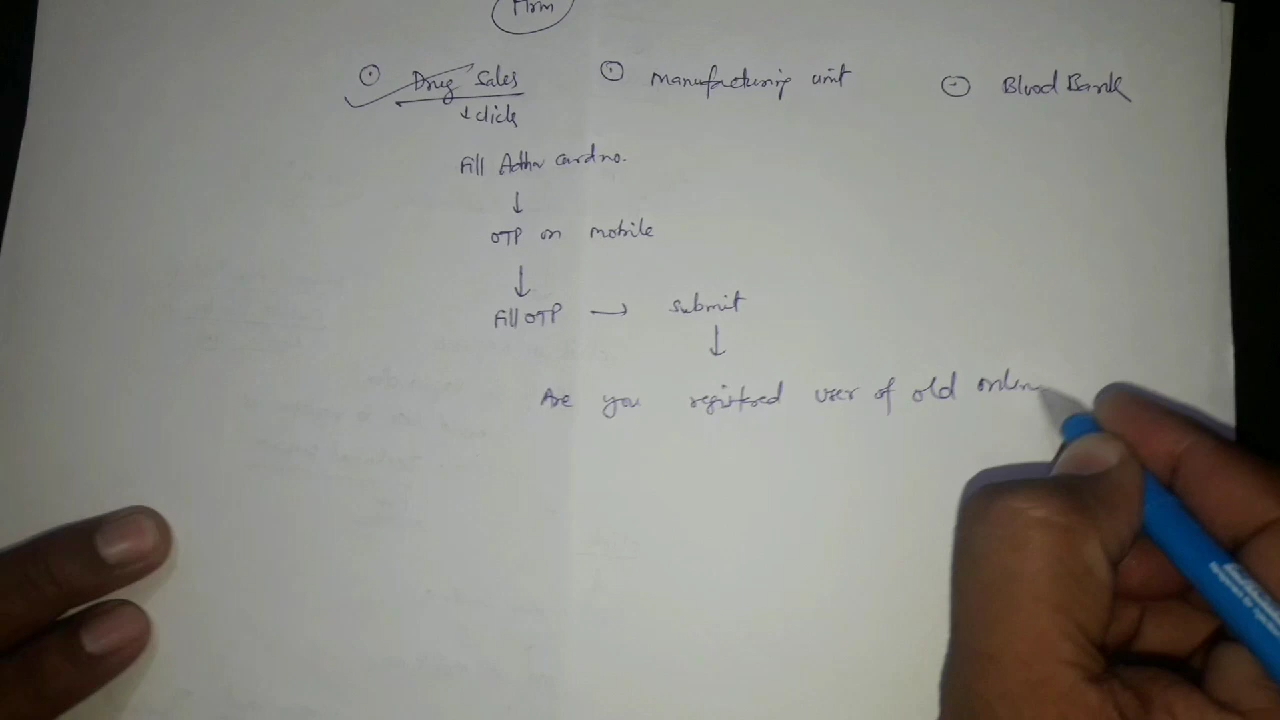 Firm
Drug Sales Manufacturing unit Blood Bank
↓ click
Fill Adhar card no.
↓
OTP on mobile
↓
Fill OTP → submit
↓
Are you registered user of old onlin